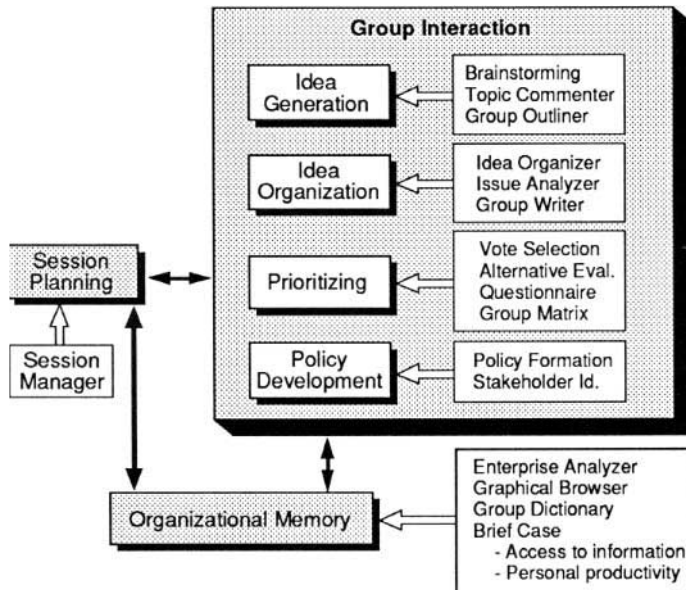 Group Interaction
Idea
Generation
Brainstorming
Topic Commenter
Group Outliner
Idea
Organization
Idea Organizer
Issue Analyzer
Group Writer
Session
Planning
Prioritizing
Vote Selection
Alternative Eval.
Questionnaire
Group Matrix
Session
Manager
Policy
Development
Policy Formation
Stakeholder Id.
Organizational Memory
Enterprise Analyzer
Graphical Browser
Group Dictionary
Brief Case
- Access to information
- Personal productivity